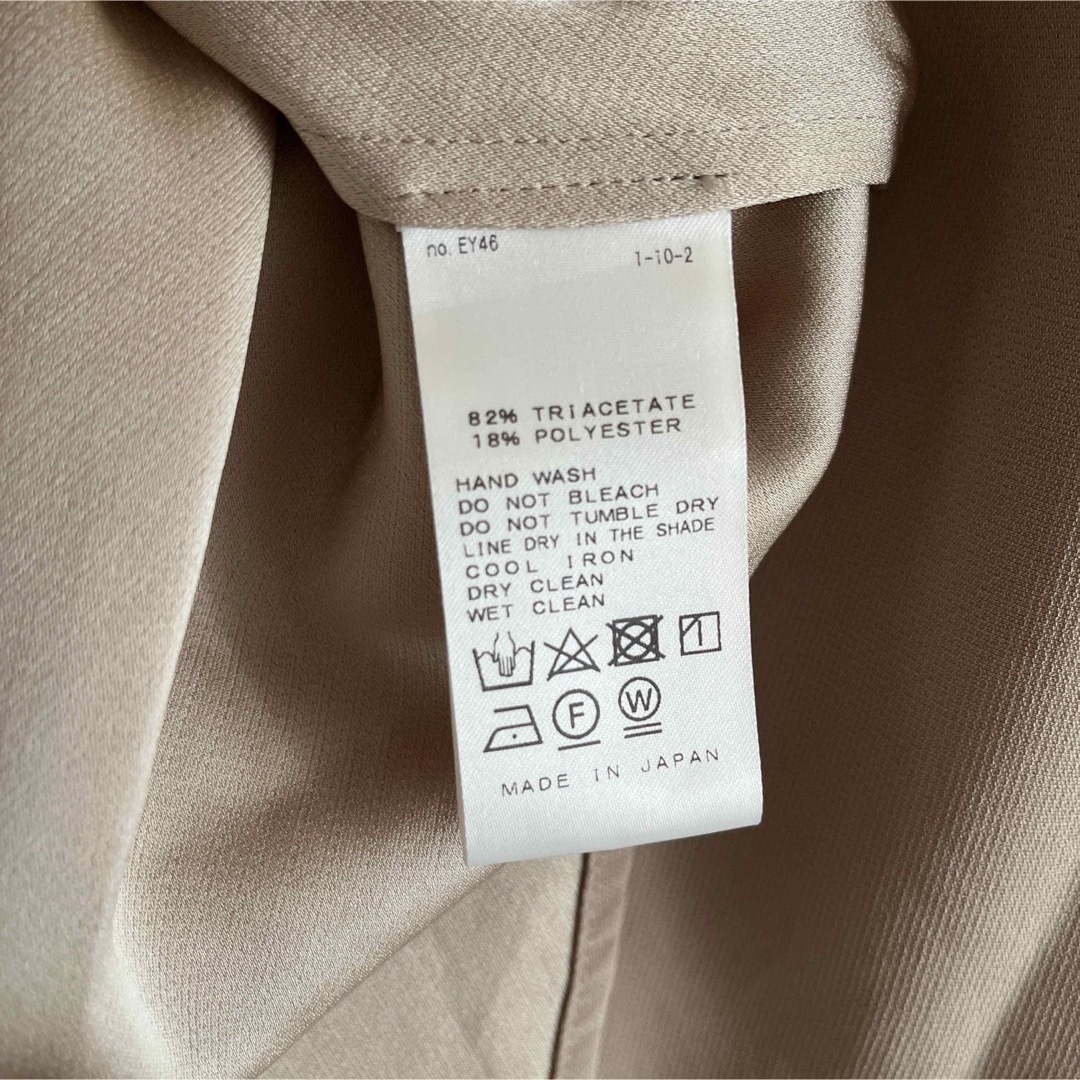 no. EY46
1-10-2
82% TRIACETATE
18% POLYESTER
HAND WASH
DO NOT BLEACH
DO NOT TUMBLE DRY
LINE DRY IN THE SHADE
COOL IRON
DRY CLEAN
WET CLEAN
F W
MADE IN JAPAN